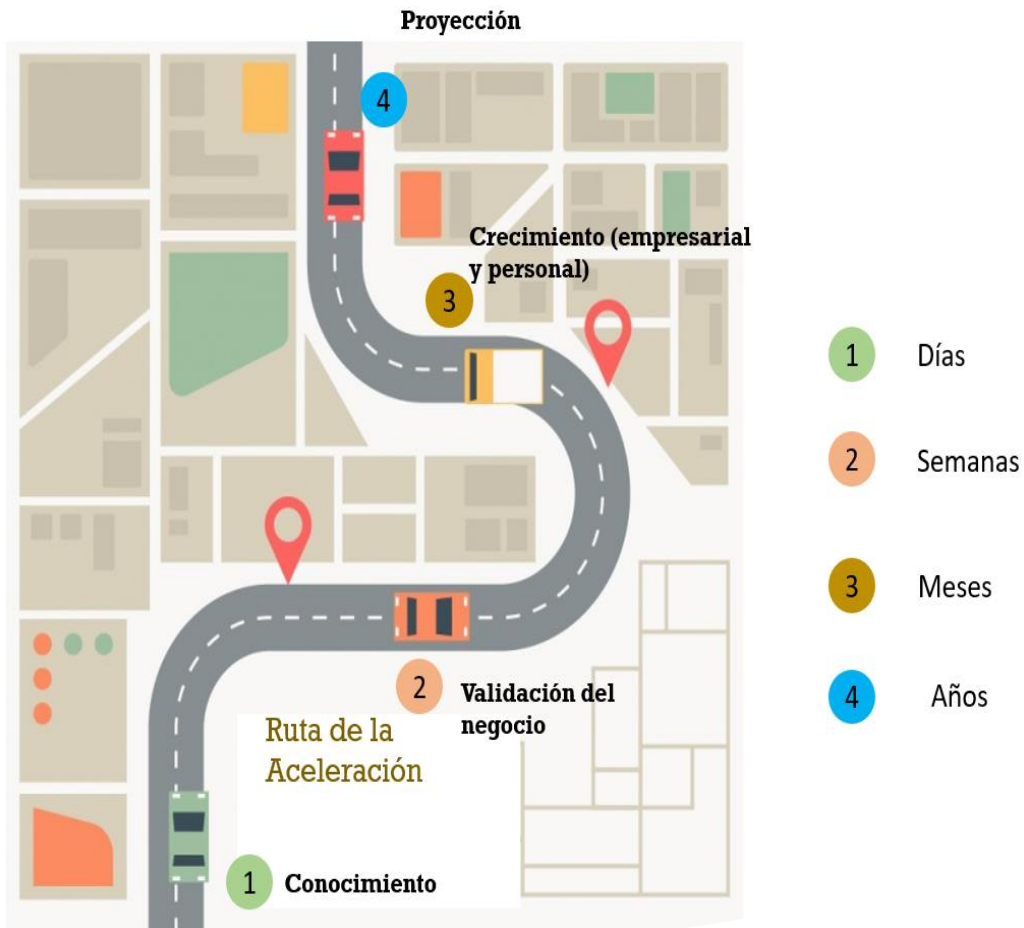 Proyección
4
Crecimiento (empresarial
y personal)
3
2
Validación del
negocio
Ruta de la
Aceleración
1
Conocimiento
1 Días
2 Semanas
3 Meses
4 Años